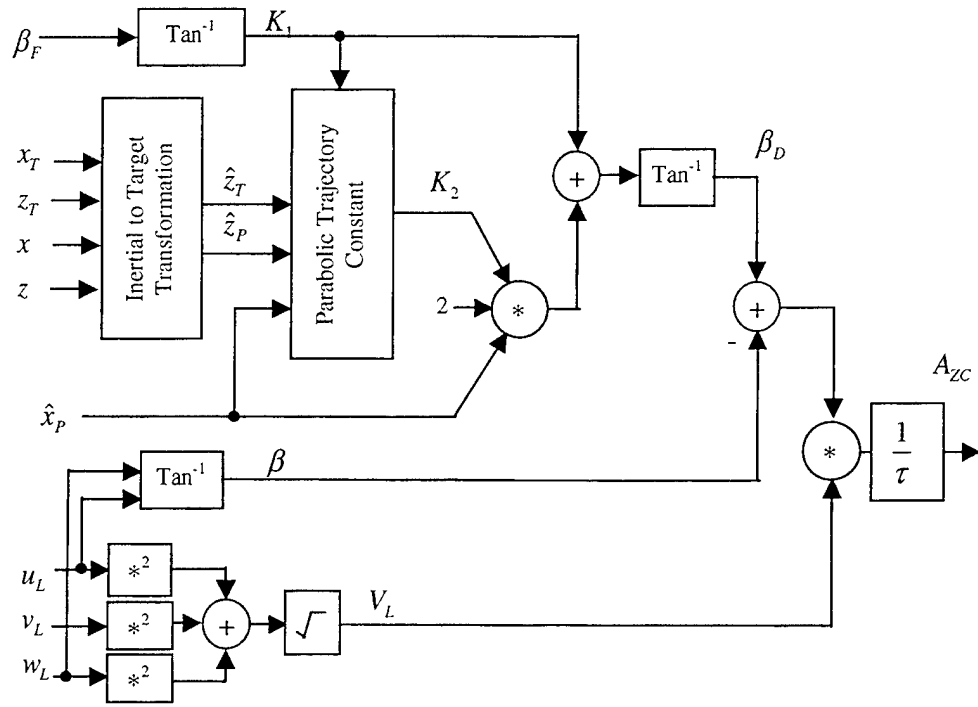 β_F
Tan⁻¹
K₁
x_T
z_T
x
z
Inertial to Target
Transformation
ẑ_T
ẑ_P
Parabolic Trajectory
Constant
K₂
2
*
+
Tan⁻¹
β_D
+
-
x̂_P
Tan⁻¹
β
*
1
τ
A_ZC
u_L
*²
v_L
*²
w_L
*²
+
√
V_L